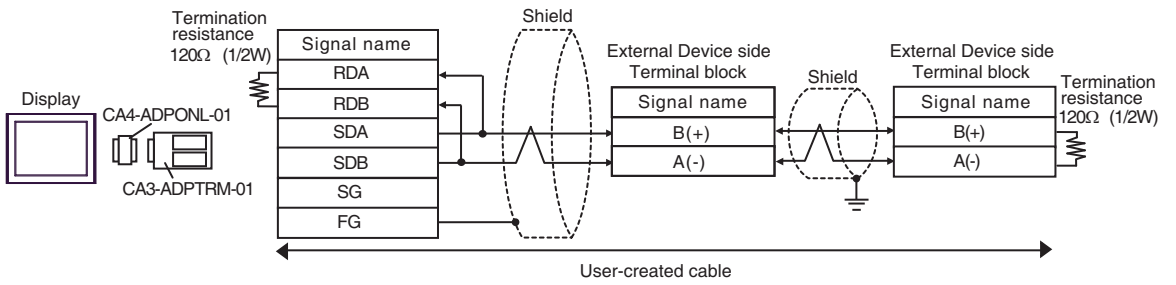 Display
CA4-ADPONL-01
CA3-ADPTRM-01
Termination
resistance
120Ω (1/2W)
Signal name
RDA
RDB
SDA
SDB
SG
FG
Shield
External Device side
Terminal block
Signal name
B(+)
A(-)
Shield
External Device side
Terminal block
Signal name
B(+)
A(-)
Termination
resistance
120Ω (1/2W)
User-created cable